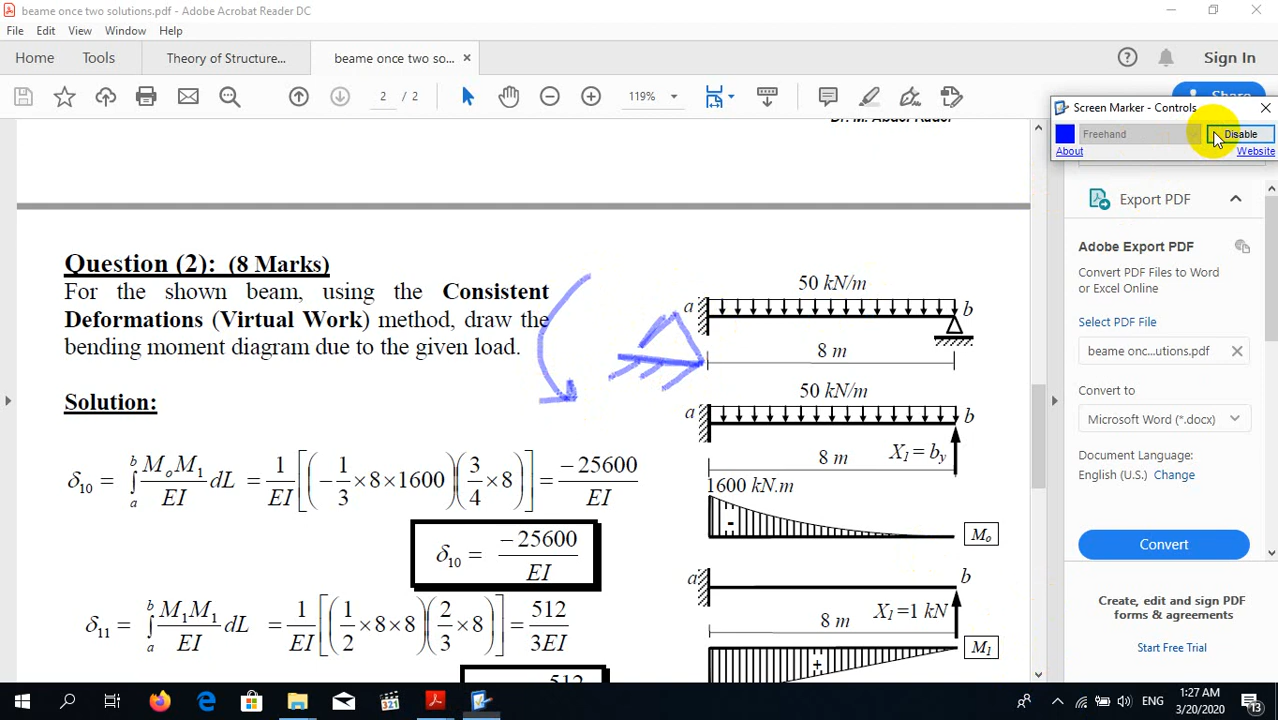 beame once two solutions.pdf - Adobe Acrobat Reader DC
File Edit View Window Help
Home Tools Theory of Structure... beame once two so... × Sign In
2 / 2 119% Share
Screen Marker - Controls
Freehand Disable
About Website
Dr. M. Abdel Kader
Export PDF
Adobe Export PDF
Convert PDF Files to Word
or Excel Online
Select PDF File
beame onc...utions.pdf
Convert to
Microsoft Word (*.docx)
Document Language:
English (U.S.) Change
Convert
Create, edit and sign PDF
forms & agreements
Start Free Trial
Question (2): (8 Marks)
For the shown beam, using the Consistent
Deformations (Virtual Work) method, draw the
bending moment diagram due to the given load.
Solution:
δ₁₀ = ∫ₐᵇ MₒM₁/EI dL = 1/EI [(-1/3 × 8 × 1600)(3/4 × 8)] = -25600/EI
δ₁₀ = -25600/EI
δ₁₁ = ∫ₐᵇ M₁M₁/EI dL = 1/EI [(1/2 × 8 × 8)(2/3 × 8)] = 512/3EI
512
50 kN/m
a b
8 m
50 kN/m
a b
8 m X₁ = bᵧ
1600 kN.m
- Mₒ
a b
8 m X₁=1 kN
+ M₁
ENG 1:27 AM
3/20/2020
13